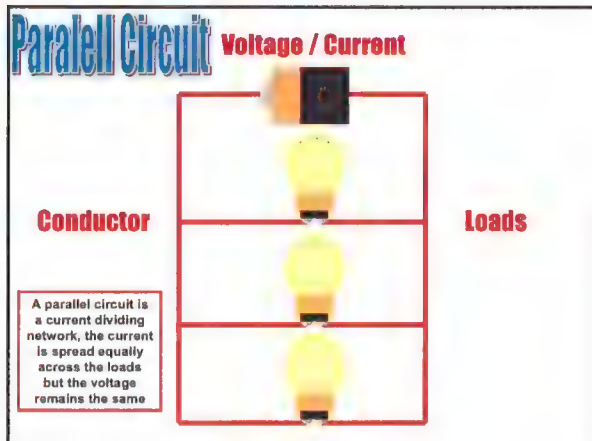 Paralell Circuit
Voltage / Current
Conductor
Loads
A parallel circuit is
a current dividing
network, the current
is spread equally
across the loads
but the voltage
remains the same